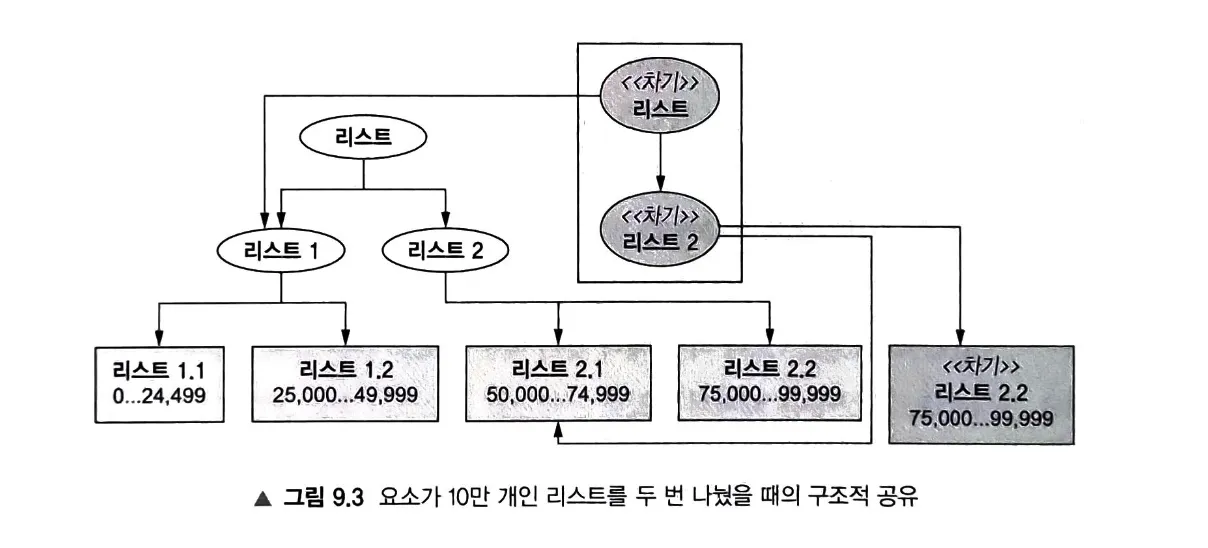 <<차기>>
리스트
리스트
<<차기>>
리스트 2
리스트 1
리스트 2
리스트 1.1
0...24,499
리스트 1.2
25,000...49,999
리스트 2.1
50,000...74,999
리스트 2.2
75,000...99,999
<<차기>>
리스트 2.2
75,000...99,999
▲ 그림 9.3 요소가 10만 개인 리스트를 두 번 나눴을 때의 구조적 공유